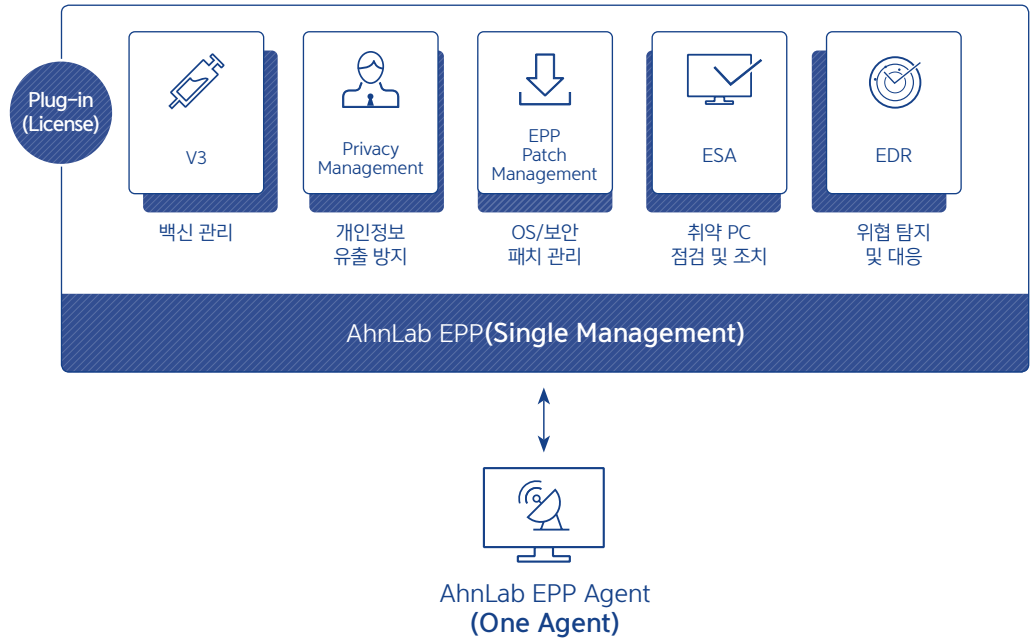 Plug-in
(License)
V3
Privacy
Management
EPP
Patch
Management
ESA
EDR
백신 관리
개인정보
유출 방지
OS/보안
패치 관리
취약 PC
점검 및 조치
위협 탐지
및 대응
AhnLab EPP(Single Management)
AhnLab EPP Agent
(One Agent)